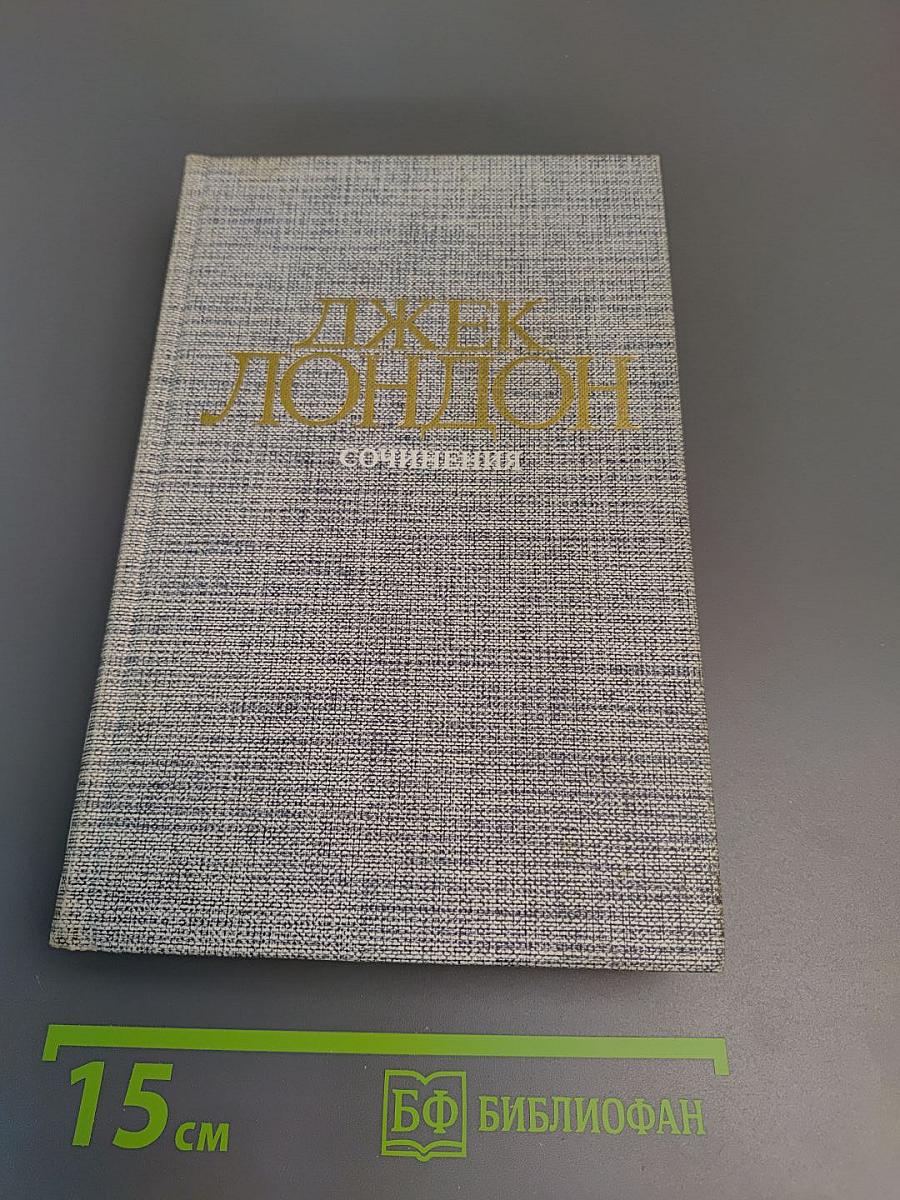 ДЖЕК
ЛОНДОН
СОЧИНЕНИЯ
15 см
БФ БИБЛИОФАН